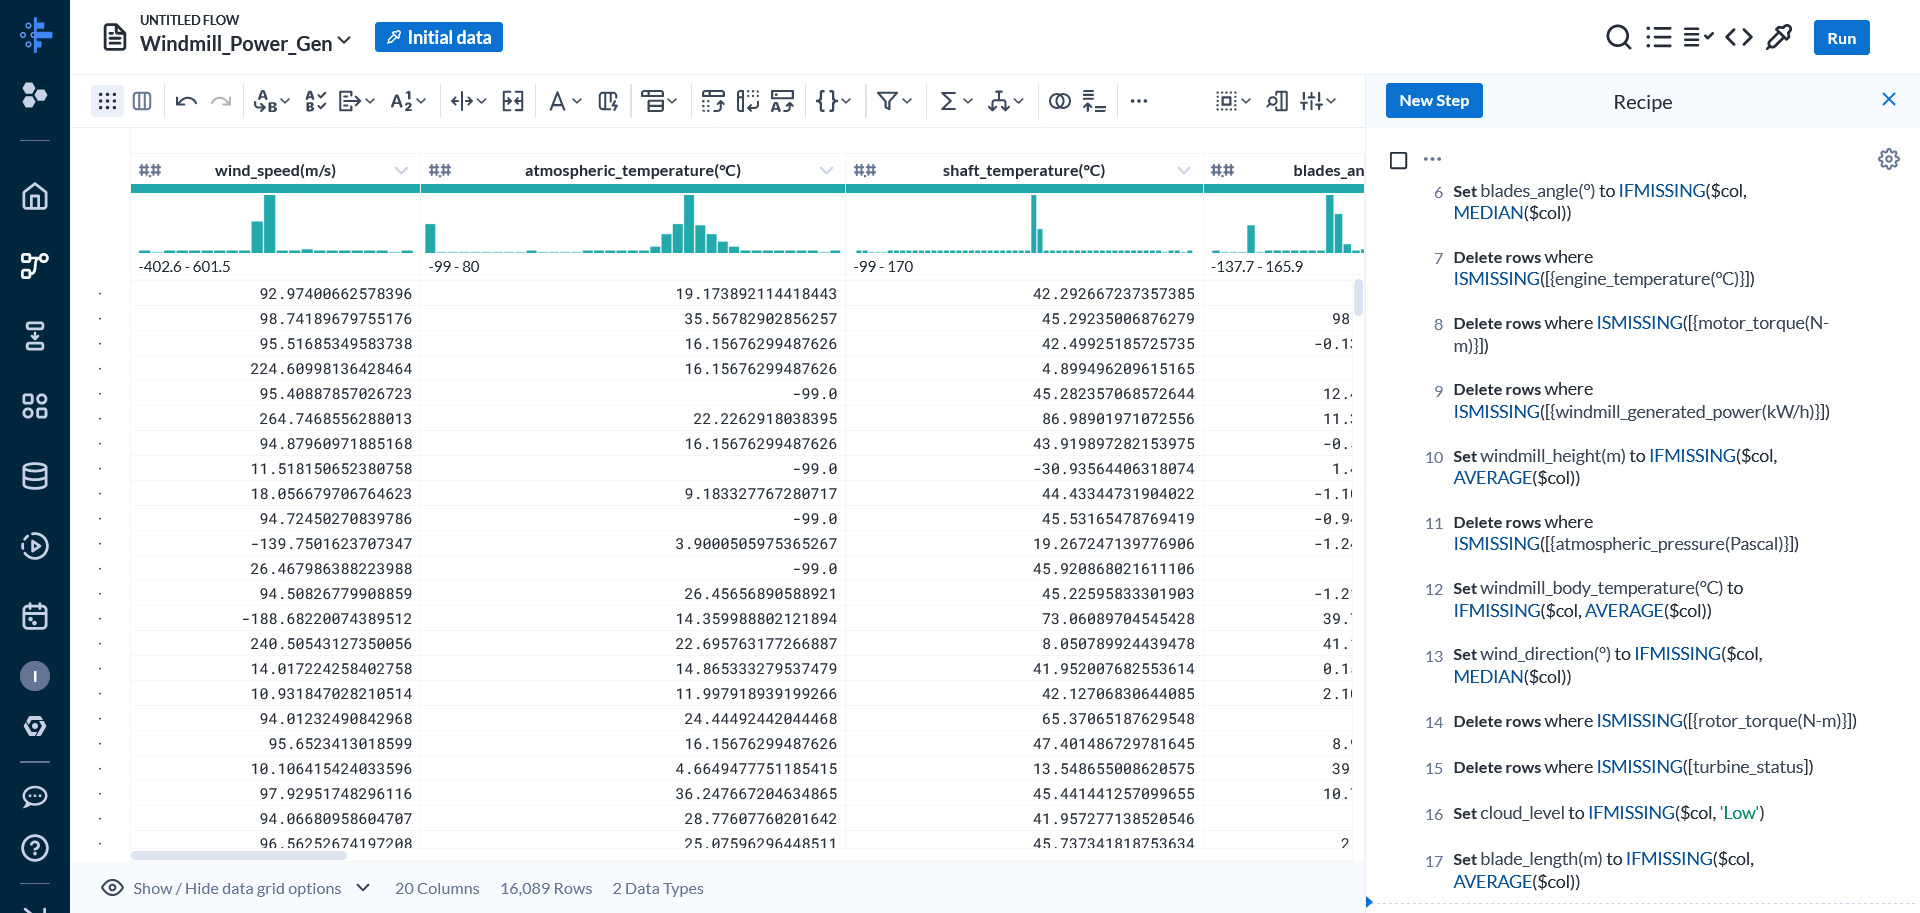 UNTITLED FLOW
Windmill_Power_Gen
Initial data
Run
New Step
Recipe
wind_speed(m/s)
atmospheric_temperature(°C)
shaft_temperature(°C)
blades_an
-402.6 - 601.5
-99 - 80
-99 - 170
-137.7 - 165.9
92.97400662578396 19.173892114418443 42.292667237357385
98.74189679755176 35.56782902856257 45.29235006876279 98
95.51685349583738 16.15676299487626 42.49925185725735 -0.13
224.60998136428464 16.15676299487626 4.899496209615165
95.40887857026723 -99.0 45.282357068572644 12.
264.7468556288013 22.2262918038395 86.98901971072556 11.
94.87960971885168 16.15676299487626 43.919897282153975 -0.
11.518150652380758 -99.0 -30.93564406318074 1.
18.056679706764623 9.183327767280717 44.43344731904022 -1.10
94.72450270839786 -99.0 45.53165478769419 -0.94
-139.7501623707347 3.9000505975365267 19.267247139776906 -1.24
26.467986388223988 -99.0 45.920868021611106
94.50826779908859 26.45656890588921 45.22595833301903 -1.2
-188.68220074389512 14.359988802121894 73.06089704545428 39.
240.50543127350056 22.695763177266887 8.050789924439478 41.
14.017224258402758 14.865333279537479 41.952007682553614 0.1
10.931847028210514 11.997918939199266 42.12706830644085 2.10
94.01232490842968 24.44492442044468 65.37065187629548
95.6523413018599 16.15676299487626 47.401486729781645 8.
10.106415424033596 4.6649477751185415 13.548655008620575 39
97.92951748296116 36.247667204634865 45.441441257099655 10.
94.06680958604707 28.77607760201642 41.957277138520546
96.56252674197208 25.07596296448511 45.737341818753634 2
Show / Hide data grid options
20 Columns
16,089 Rows
2 Data Types
I
6 Set blades_angle(°) to IFMISSING($col,
MEDIAN($col))
7 Delete rows where
ISMISSING([{engine_temperature(°C)}])
8 Delete rows where ISMISSING([{motor_torque(N-
m)}])
9 Delete rows where
ISMISSING([{windmill_generated_power(kW/h)}])
10 Set windmill_height(m) to IFMISSING($col,
AVERAGE($col))
11 Delete rows where
ISMISSING([{atmospheric_pressure(Pascal)}])
12 Set windmill_body_temperature(°C) to
IFMISSING($col, AVERAGE($col))
13 Set wind_direction(°) to IFMISSING($col,
MEDIAN($col))
14 Delete rows where ISMISSING([{rotor_torque(N-m)}])
15 Delete rows where ISMISSING([turbine_status])
16 Set cloud_level to IFMISSING($col, 'Low')
17 Set blade_length(m) to IFMISSING($col,
AVERAGE($col))